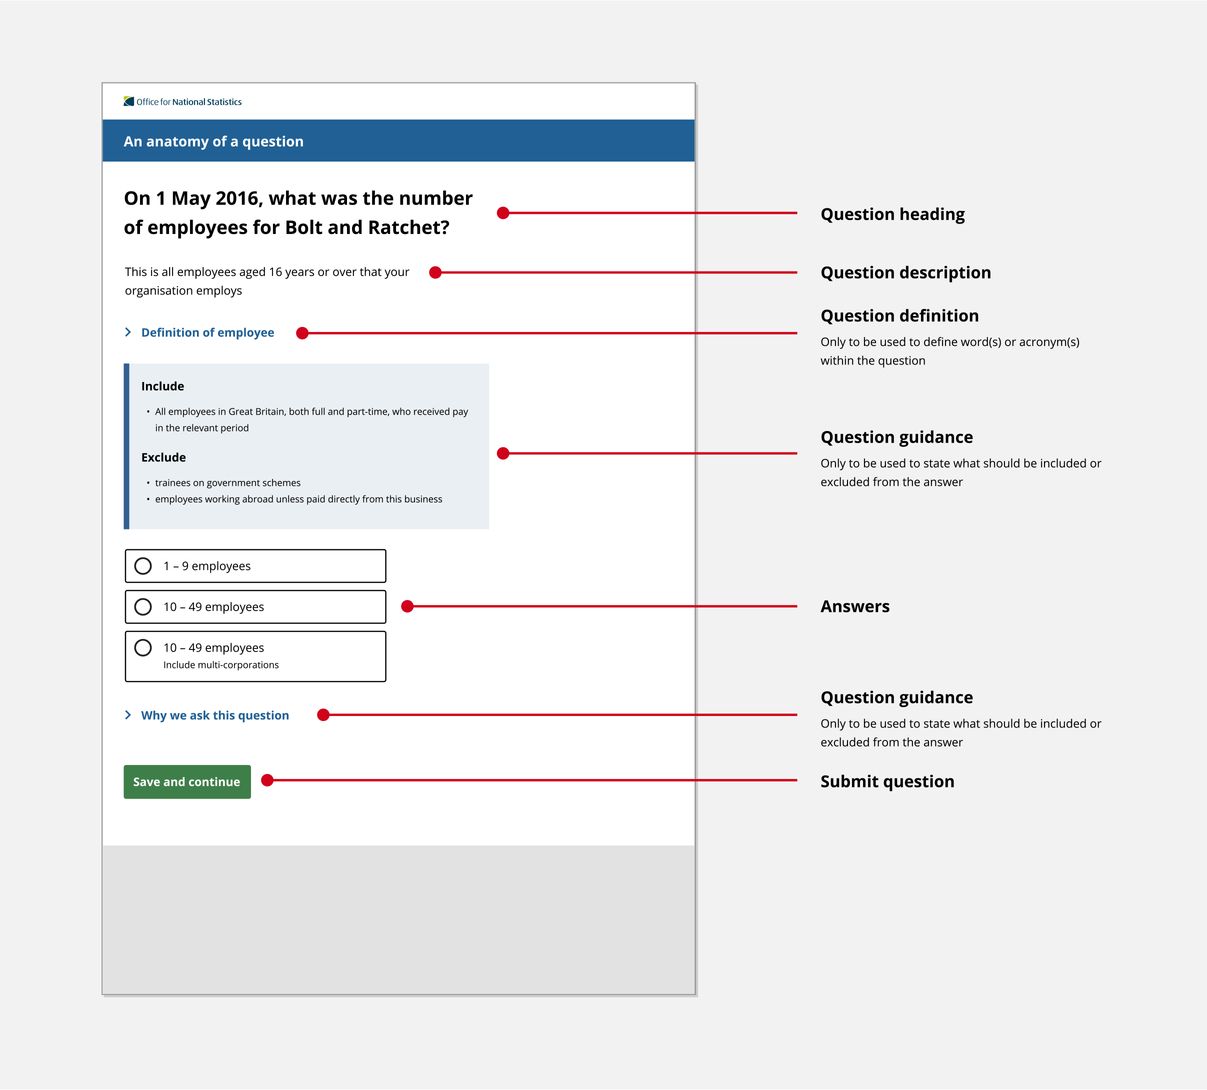 Office for National Statistics
An anatomy of a question
On 1 May 2016, what was the number
of employees for Bolt and Ratchet?
Question heading
This is all employees aged 16 years or over that your
organisation employs
Question description
Definition of employee
Question definition
Only to be used to define word(s) or acronym(s)
within the question
Include
• All employees in Great Britain, both full and part-time, who received pay
in the relevant period
Exclude
• trainees on government schemes
• employees working abroad unless paid directly from this business
Question guidance
Only to be used to state what should be included or
excluded from the answer
1 – 9 employees
10 – 49 employees
10 – 49 employees
Include multi-corporations
Answers
Why we ask this question
Question guidance
Only to be used to state what should be included or
excluded from the answer
Save and continue
Submit question